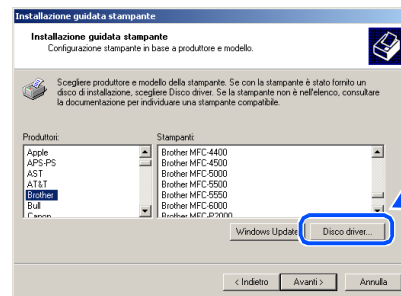 Installazione guidata stampante
Installazione guidata stampante
Configurazione stampante in base a produttore e modello.
Scegliere produttore e modello della stampante. Se con la stampante è stato fornito un
disco di installazione, scegliere Disco driver. Se la stampante non è nell'elenco, consultare
la documentazione per individuare una stampante compatibile.
Produttori:
Stampanti:
Apple
APS-PS
AST
AT&T
Brother
Bull
Canon
Brother MFC-4400
Brother MFC-4500
Brother MFC-5000
Brother MFC-5500
Brother MFC-5550
Brother MFC-6000
Brother MFC-P2000
Windows Update
Disco driver...
< Indietro
Avanti >
Annulla